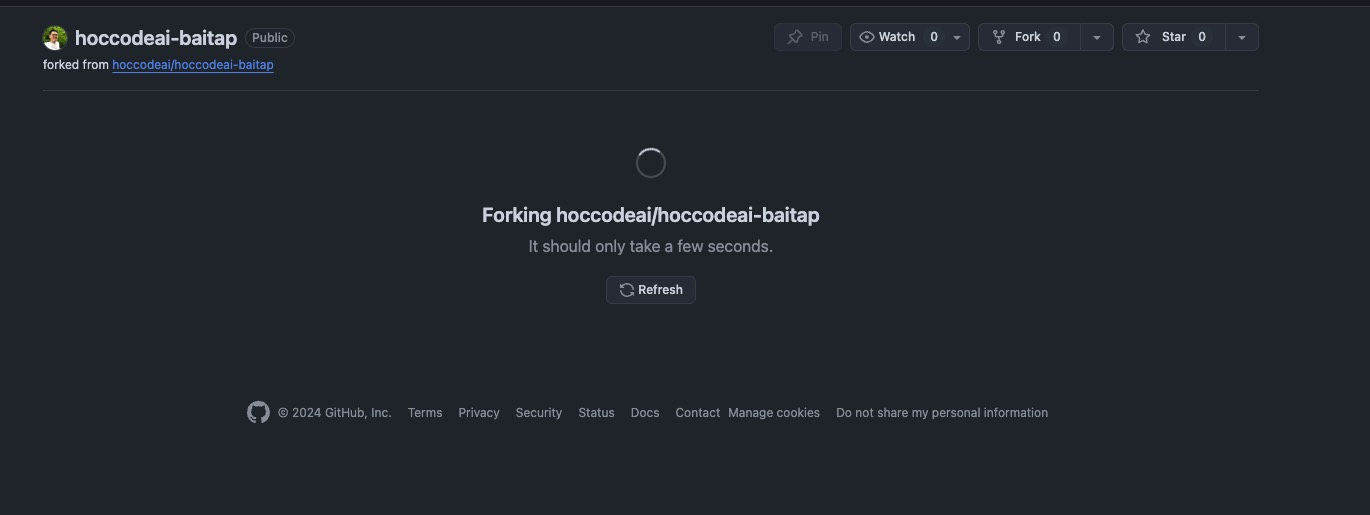 hoccodeai-baitap Public Pin Watch 0 Fork 0 Star 0
forked from hoccodeai/hoccodeai-baitap
Forking hoccodeai/hoccodeai-baitap
It should only take a few seconds.
Refresh
© 2024 GitHub, Inc. Terms Privacy Security Status Docs Contact Manage cookies Do not share my personal information